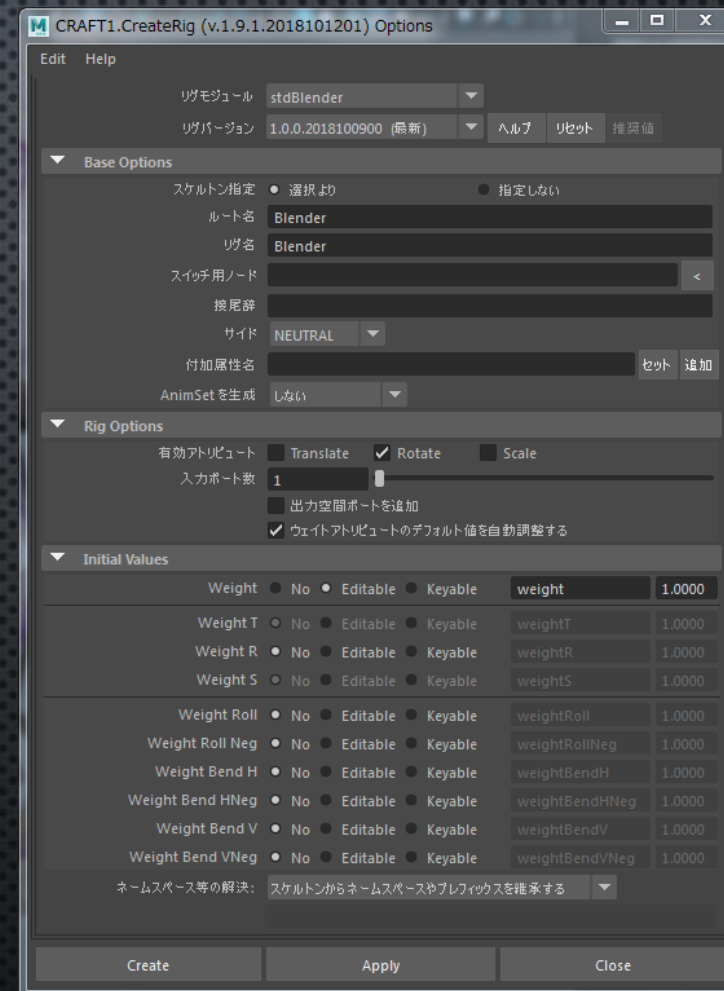 CRAFT1.CreateRig (v.1.9.1.2018101201) Options
Edit Help
リグモジュール stdBlender
リグバージョン 1.0.0.2018100900 (最新) ヘルプ リセット 推奨値
Base Options
スケルトン指定 選択より 指定しない
ルート名 Blender
リグ名 Blender
スイッチ用ノード <
接尾辞
サイド NEUTRAL
付加属性名 セット 追加
AnimSetを生成 しない
Rig Options
有効アトリビュート Translate Rotate Scale
入力ポート数 1
出力空間ポートを追加
ウェイトアトリビュートのデフォルト値を自動調整する
Initial Values
Weight No Editable Keyable weight 1.0000
Weight T No Editable Keyable weightT 1.0000
Weight R No Editable Keyable weightR 1.0000
Weight S No Editable Keyable weightS 1.0000
Weight Roll No Editable Keyable weightRoll 1.0000
Weight Roll Neg No Editable Keyable weightRollNeg 1.0000
Weight Bend H No Editable Keyable weightBendH 1.0000
Weight Bend HNeg No Editable Keyable weightBendHNeg 1.0000
Weight Bend V No Editable Keyable weightBendV 1.0000
Weight Bend VNeg No Editable Keyable weightBendVNeg 1.0000
ネームスペース等の解決: スケルトンからネームスペースやプレフィックスを継承する
Create Apply Close